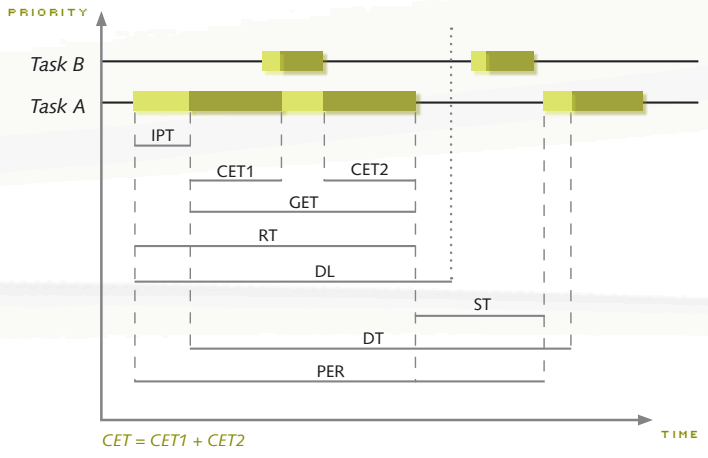 PRIORITY
Task B
Task A
IPT
CET1
CET2
GET
RT
DL
ST
DT
PER
TIME
CET = CET1 + CET2